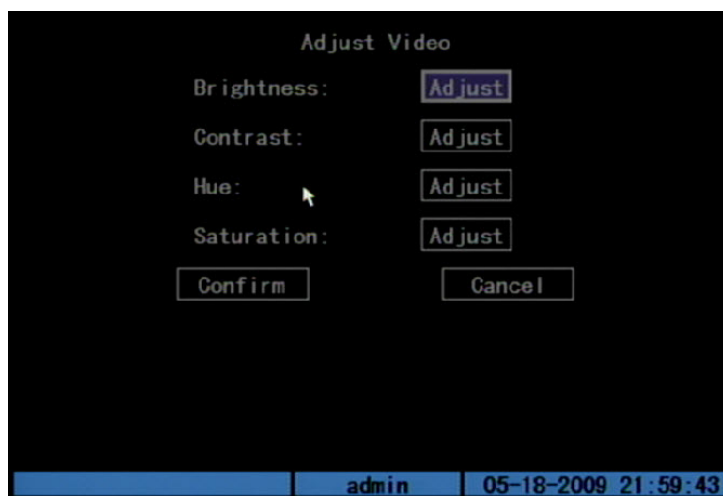 Adjust Video
Brightness: Adjust
Contrast: Adjust
Hue: Adjust
Saturation: Adjust
Confirm Cancel
admin 05-18-2009 21:59:43